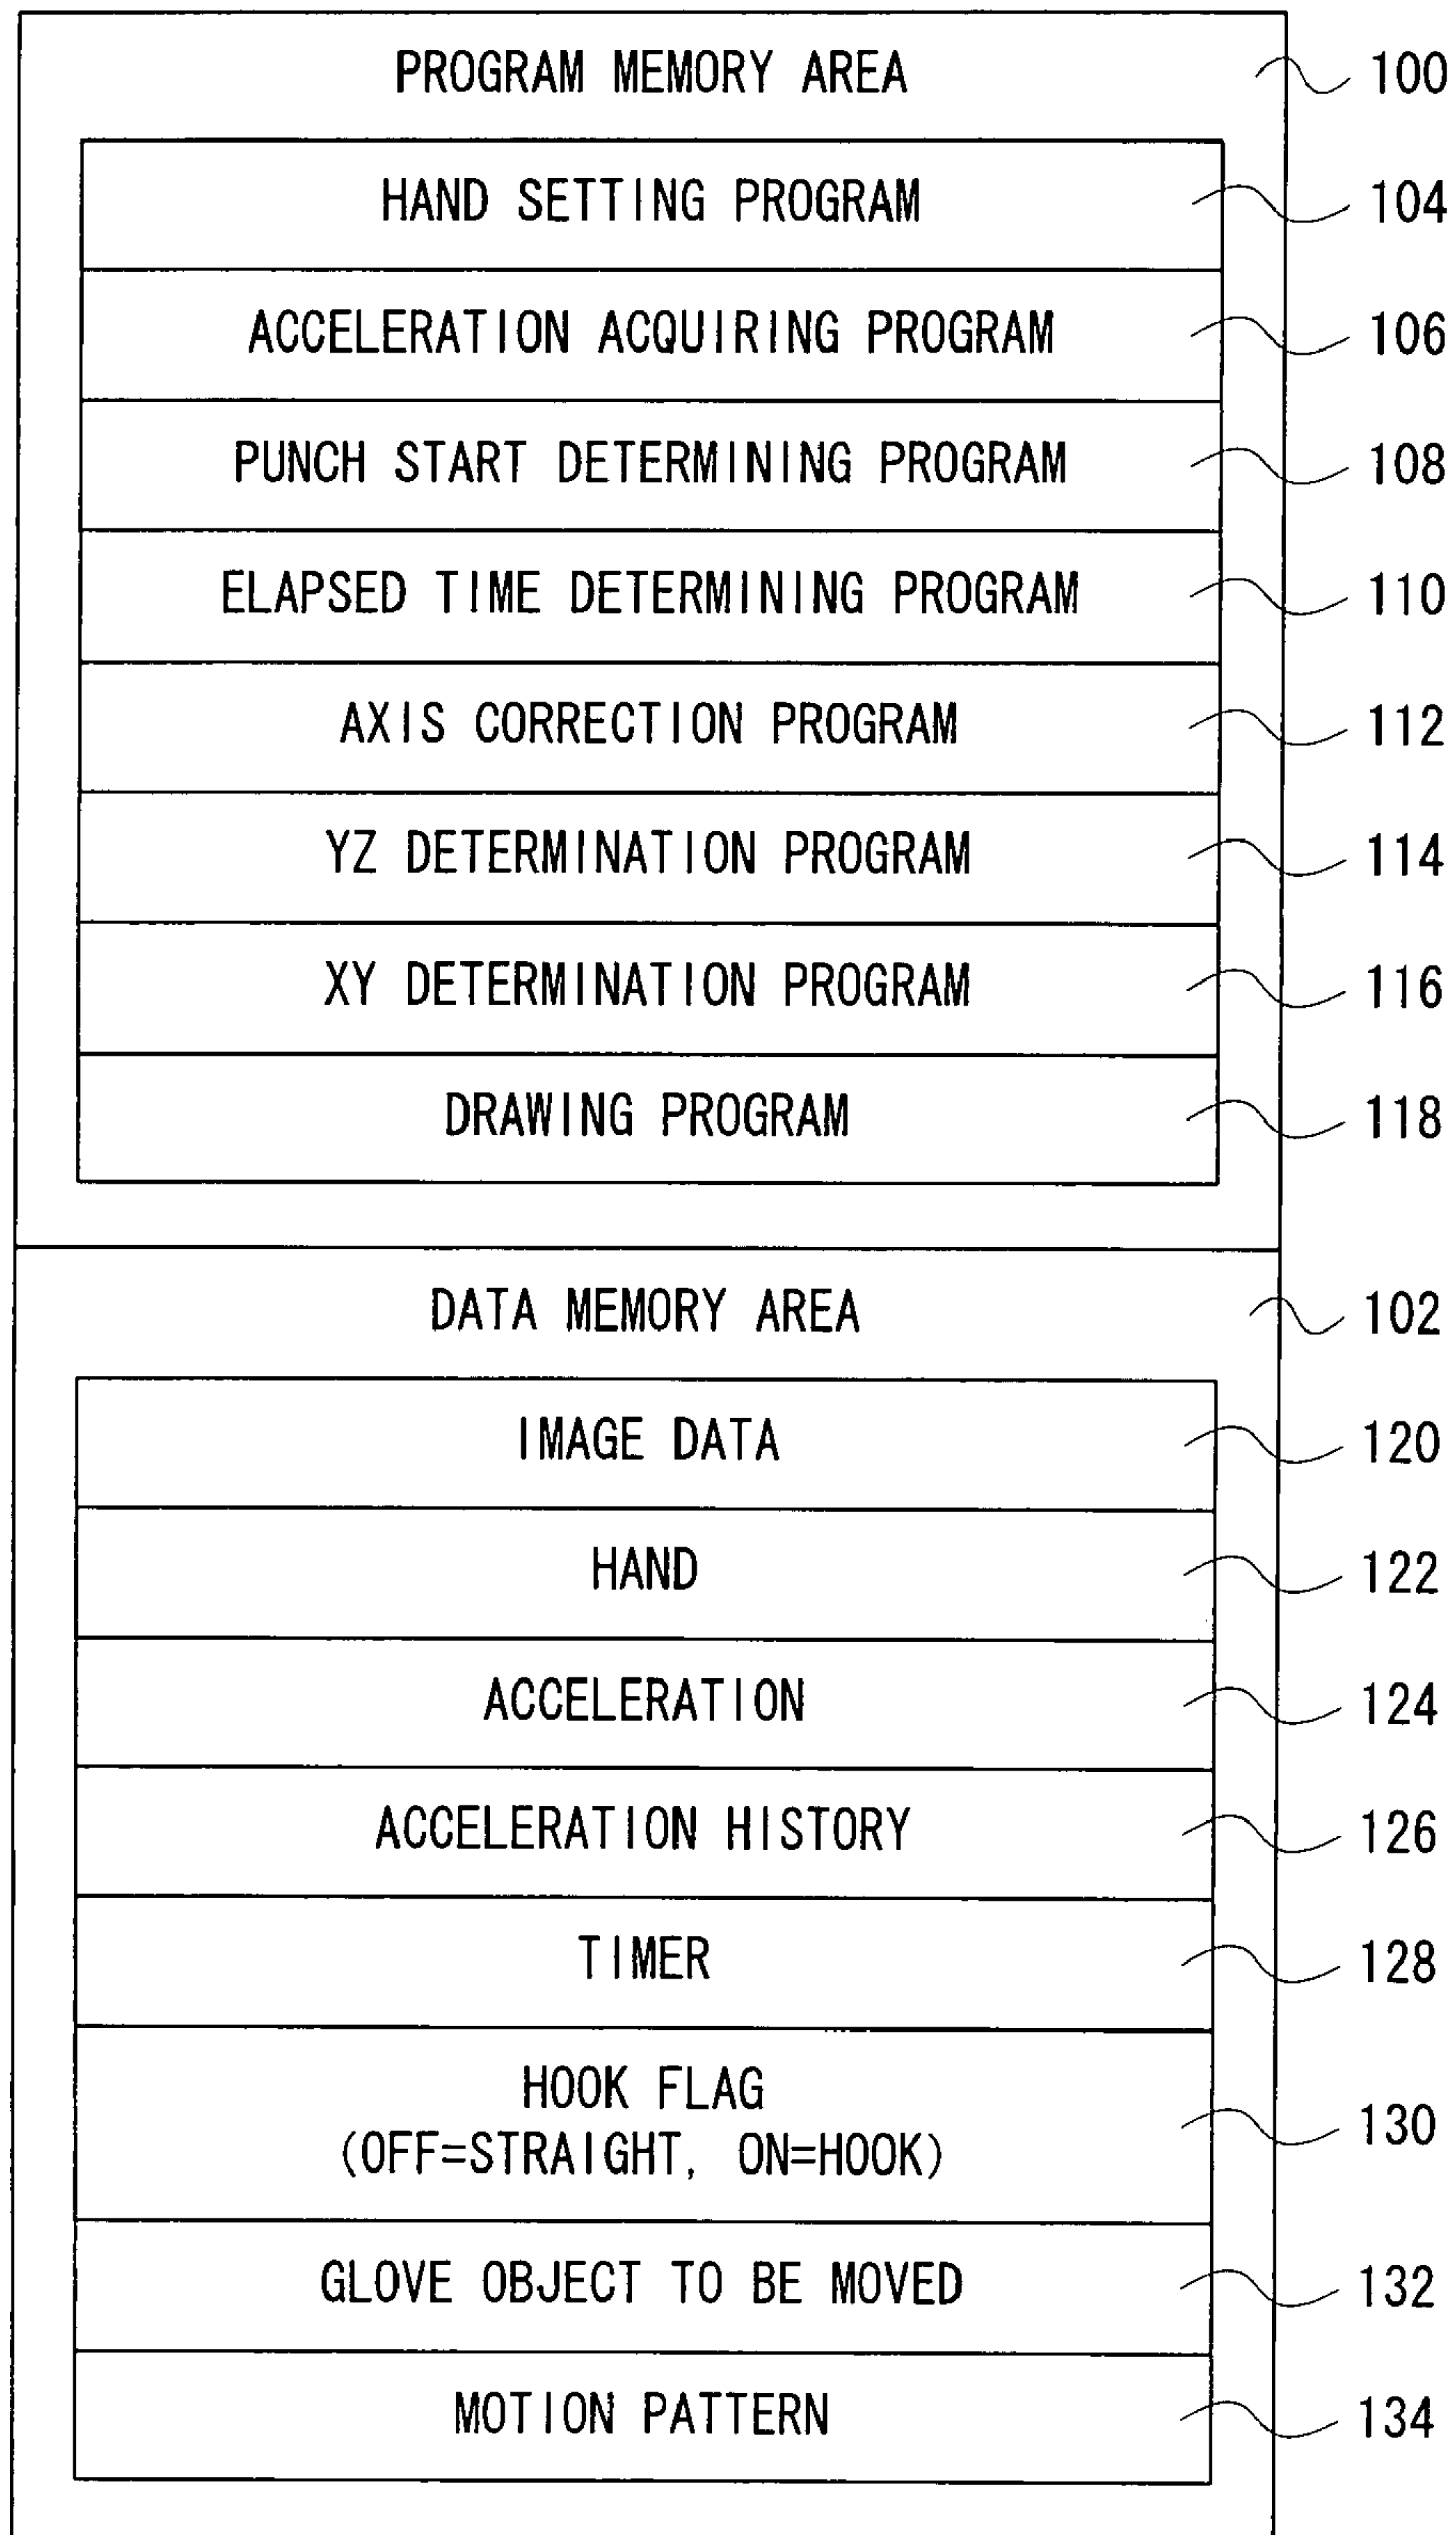 PROGRAM MEMORY AREA 100
HAND SETTING PROGRAM 104
ACCELERATION ACQUIRING PROGRAM 106
PUNCH START DETERMINING PROGRAM 108
ELAPSED TIME DETERMINING PROGRAM 110
AXIS CORRECTION PROGRAM 112
YZ DETERMINATION PROGRAM 114
XY DETERMINATION PROGRAM 116
DRAWING PROGRAM 118
DATA MEMORY AREA 102
IMAGE DATA 120
HAND 122
ACCELERATION 124
ACCELERATION HISTORY 126
TIMER 128
HOOK FLAG
(OFF=STRAIGHT, ON=HOOK) 130
GLOVE OBJECT TO BE MOVED 132
MOTION PATTERN 134